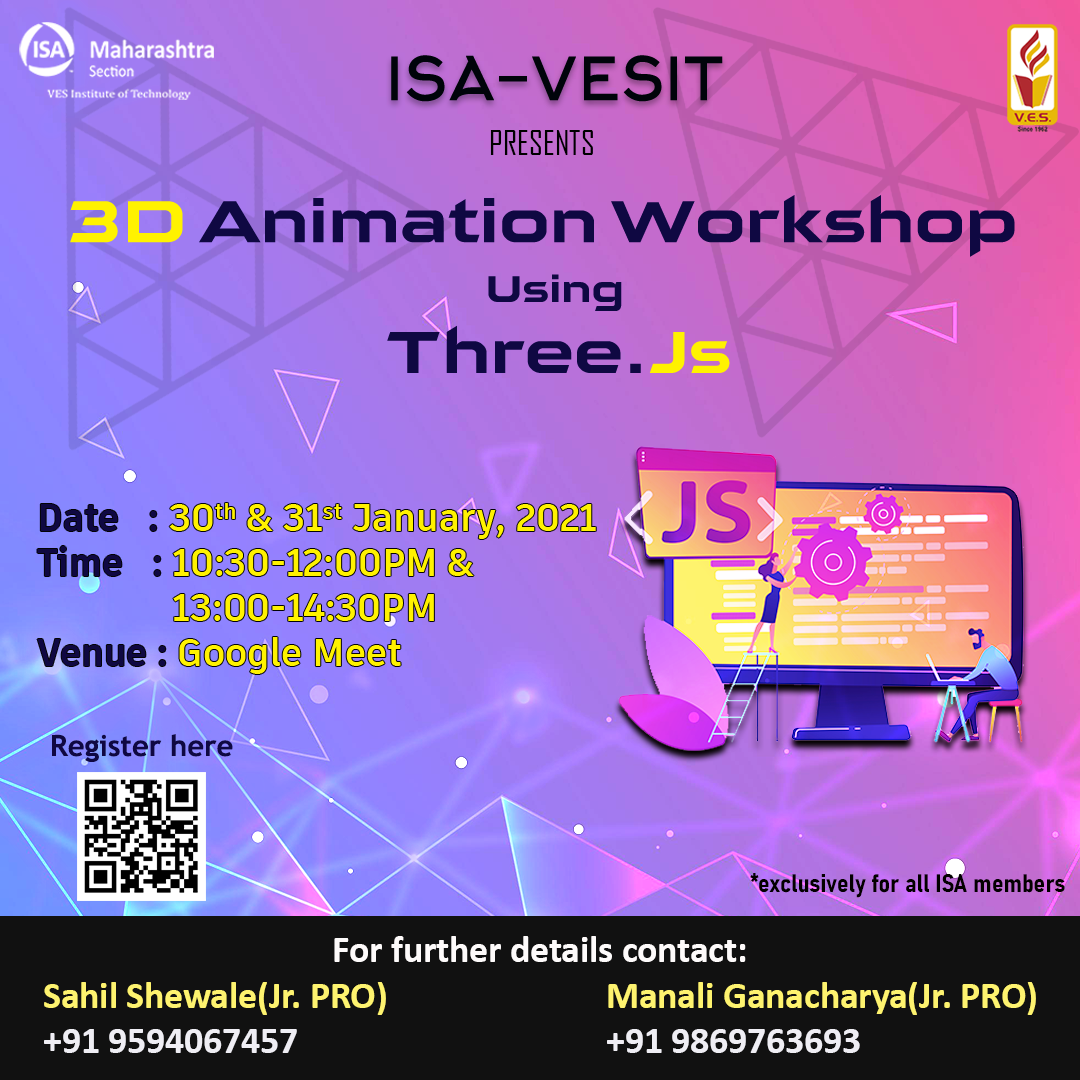 ISA Maharashtra
Section
VES Institute of Technology
V.E.S.
Since 1962
ISA-VESIT
PRESENTS
3D Animation Workshop
Using
Three.Js
JS
Date : 30th & 31st January, 2021
Time : 10:30-12:00PM &
13:00-14:30PM
Venue : Google Meet
Register here
*exclusively for all ISA members
For further details contact:
Sahil Shewale(Jr. PRO)
+91 9594067457
Manali Ganacharya(Jr. PRO)
+91 9869763693